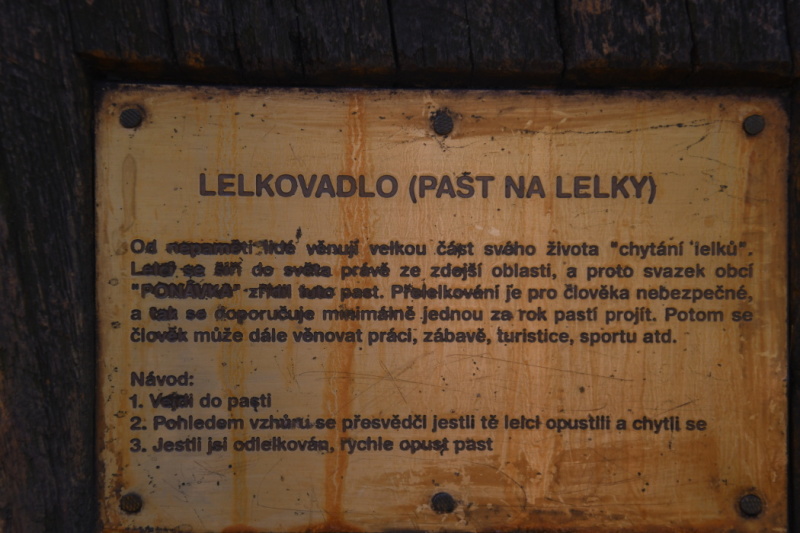 LELKOVADLO (PAST NA LELKY)
Od nepaměti lidé věnují velkou část svého života "chytání lelků".
Lelci se šíří do světa právě ze zdejší oblasti, a proto svazek obcí
"PONÁVKA" zřídil tuto past. Přelelkování je pro člověka nebezpečné,
a tak se doporučuje minimálně jednou za rok pastí projít. Potom se
člověk může dále věnovat práci, zábavě, turistice, sportu atd.
Návod:
1. Vejdi do pasti
2. Pohledem vzhůru se přesvědči jestli tě lelci opustili a chytli se
3. Jestli jsi odlelkován, rychle opusť past